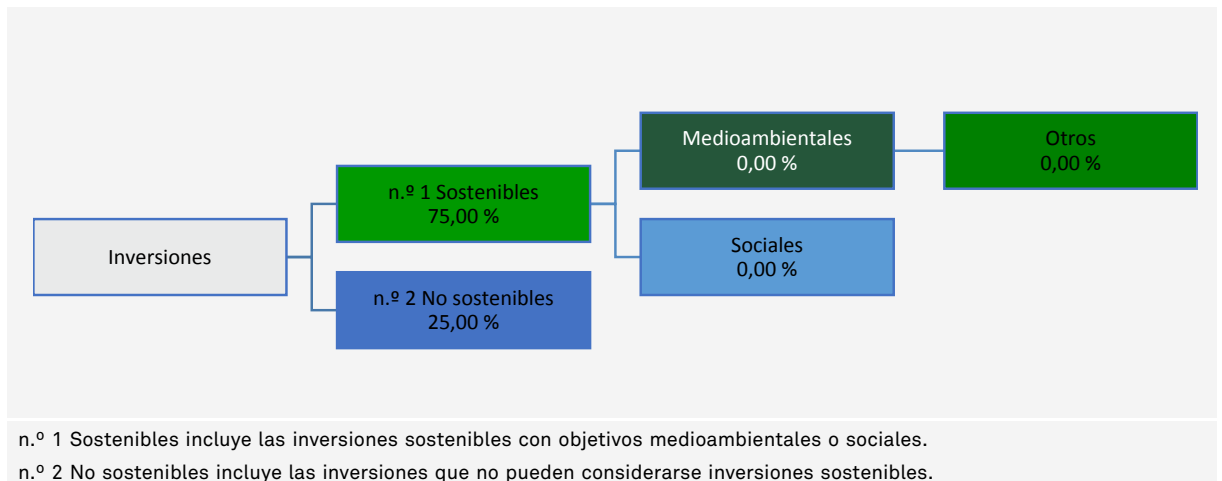 Inversiones
n.º 1 Sostenibles
75,00 %
n.º 2 No sostenibles
25,00 %
Medioambientales
0,00 %
Sociales
0,00 %
Otros
0,00 %
n.º 1 Sostenibles incluye las inversiones sostenibles con objetivos medioambientales o sociales.
n.º 2 No sostenibles incluye las inversiones que no pueden considerarse inversiones sostenibles.